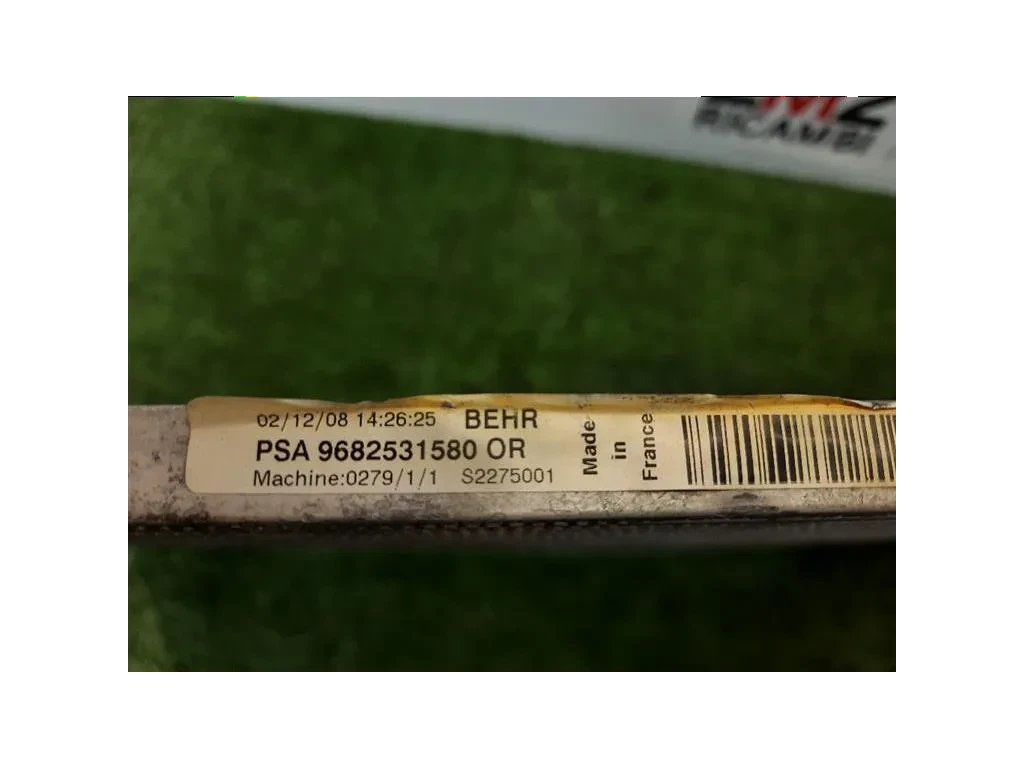 RICAMBI
02/12/08 14:26:25 BEHR
PSA 9682531580 OR
Machine:0279/1/1 S2275001
Made
in
France